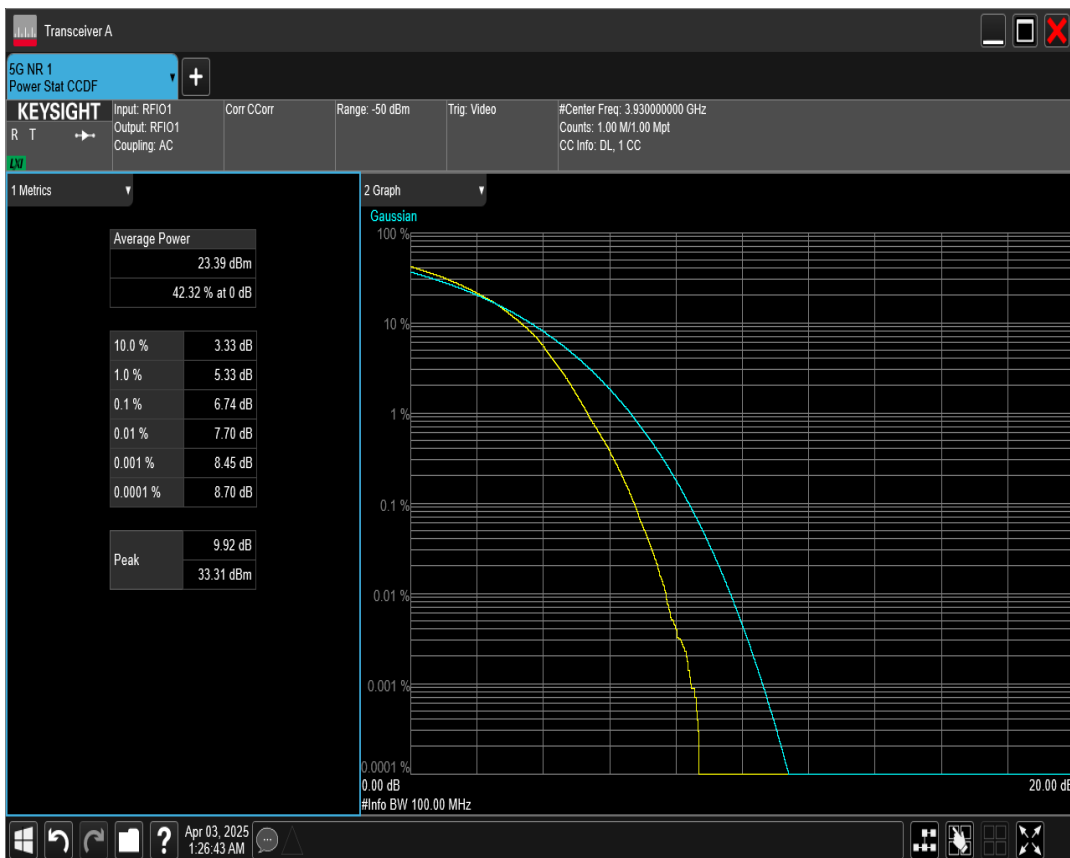 Transceiver A
5G NR 1
Power Stat CCDF
KEYSIGHT
R T
LXI
Input: RFIO1
Output: RFIO1
Coupling: AC
Corr CCorr
Range: -50 dBm
Trig: Video
#Center Freq: 3.930000000 GHz
Counts: 1.00 M/1.00 Mpt
CC Info: DL, 1 CC
1 Metrics
Average Power
23.39 dBm
42.32 % at 0 dB
10.0 % 3.33 dB
1.0 % 5.33 dB
0.1 % 6.74 dB
0.01 % 7.70 dB
0.001 % 8.45 dB
0.0001 % 8.70 dB
Peak
9.92 dB
33.31 dBm
2 Graph
Gaussian
100 %
10 %
1 %
0.1 %
0.01 %
0.001 %
0.0001 %
0.00 dB 20.00 dB
#Info BW 100.00 MHz
?
Apr 03, 2025
1:26:43 AM